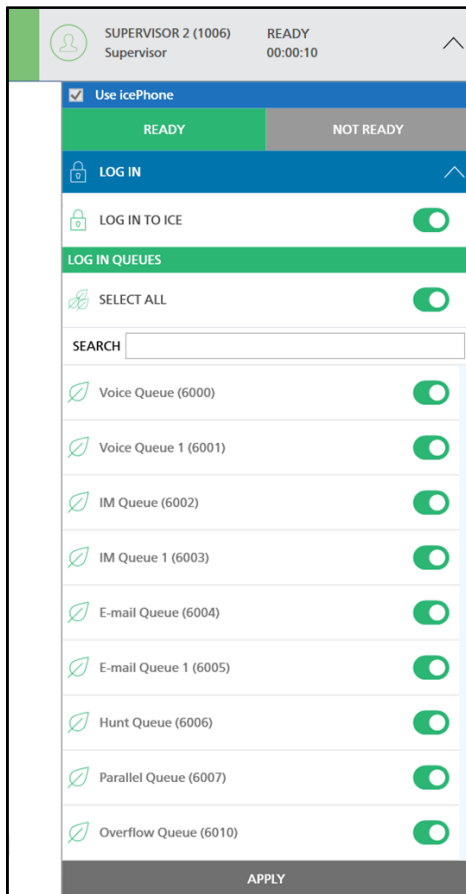 SUPERVISOR 2 (1006) READY
Supervisor 00:00:10
Use icePhone
READY NOT READY
LOG IN
LOG IN TO ICE
LOG IN QUEUES
SELECT ALL
SEARCH
Voice Queue (6000)
Voice Queue 1 (6001)
IM Queue (6002)
IM Queue 1 (6003)
E-mail Queue (6004)
E-mail Queue 1 (6005)
Hunt Queue (6006)
Parallel Queue (6007)
Overflow Queue (6010)
APPLY